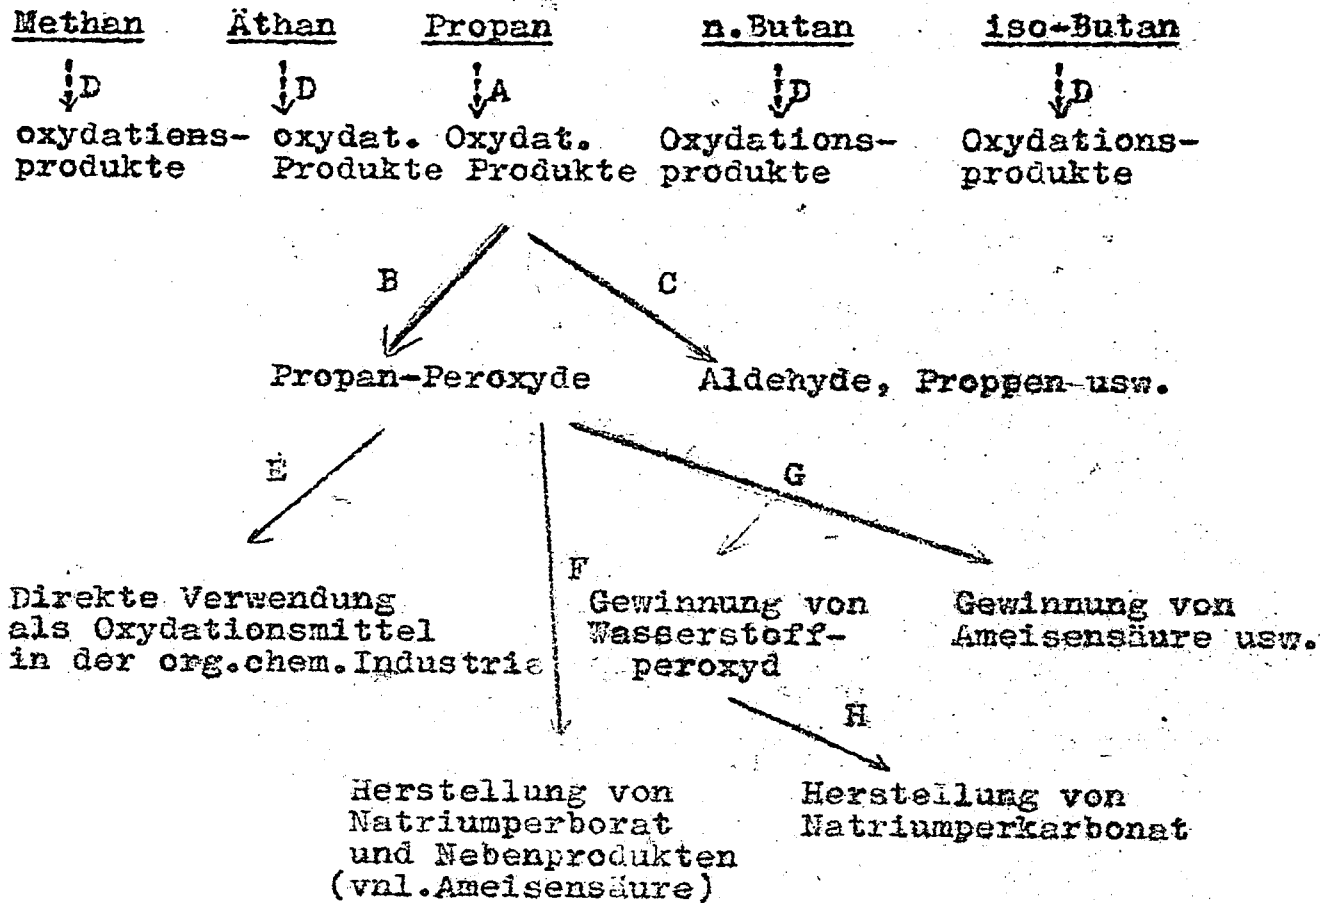 Methan Äthan Propan n.Butan iso-Butan
D D A D D
oxydatiens- oxydat. Oxydat. Oxydations- Oxydations-
produkte Produkte Produkte produkte produkte
B C
Propan-Peroxyde Aldehyde, Proppen usw.
E G
F
Direkte Verwendung Gewinnung von Gewinnung von
als Oxydationsmittel Wasserstoff- Ameisensäure usw.
in der org.chem.Industrie peroxyd
H
Herstellung von Herstellung von
Natriumperborat Natriumperkarbonat
und Nebenprodukten
(vnl.Ameisensäure)